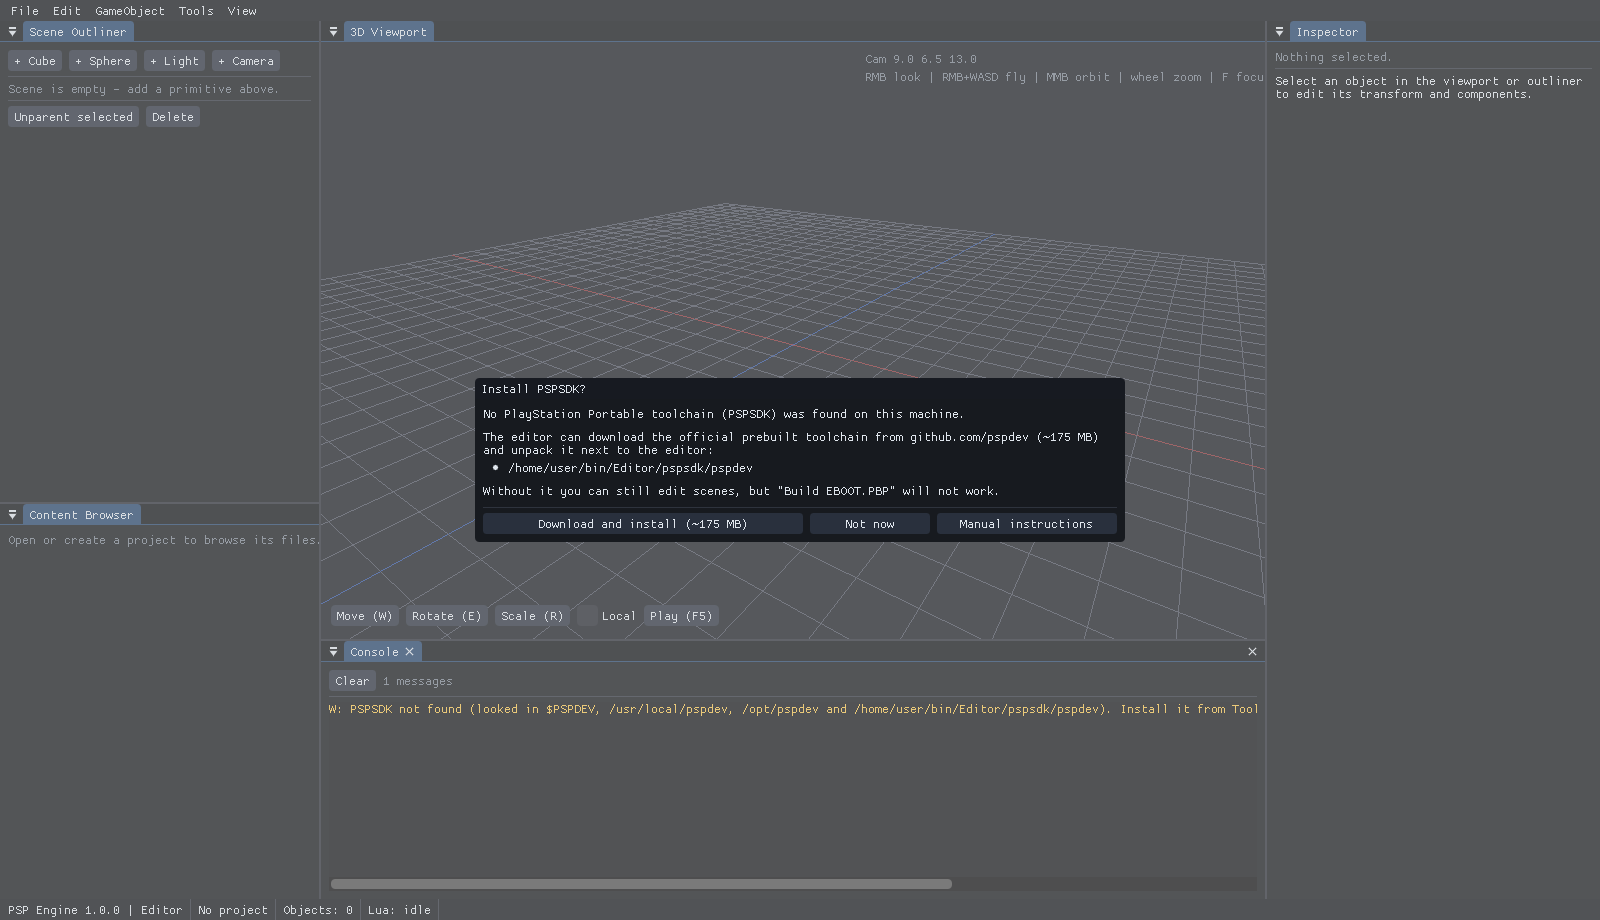 File Edit GameObject Tools View
Scene Outliner
+ Cube + Sphere + Light + Camera
Scene is empty - add a primitive above.
Unparent selected Delete
3D Viewport
Cam 9.0 6.5 13.0
RMB look | RMB+WASD fly | MMB orbit | wheel zoom | F focu
Inspector
Nothing selected.
Select an object in the viewport or outliner
to edit its transform and components.
Install PSPSDK?
No PlayStation Portable toolchain (PSPSDK) was found on this machine.
The editor can download the official prebuilt toolchain from github.com/pspdev (~175 MB)
and unpack it next to the editor:
• /home/user/bin/Editor/pspsdk/pspdev
Without it you can still edit scenes, but "Build EBOOT.PBP" will not work.
Download and install (~175 MB) Not now Manual instructions
Content Browser
Open or create a project to browse its files.
Move (W) Rotate (E) Scale (R) Local Play (F5)
Console
Clear 1 messages
W: PSPSDK not found (looked in $PSPDEV, /usr/local/pspdev, /opt/pspdev and /home/user/bin/Editor/pspsdk/pspdev). Install it from Tool
PSP Engine 1.0.0 | Editor No project Objects: 0 Lua: idle